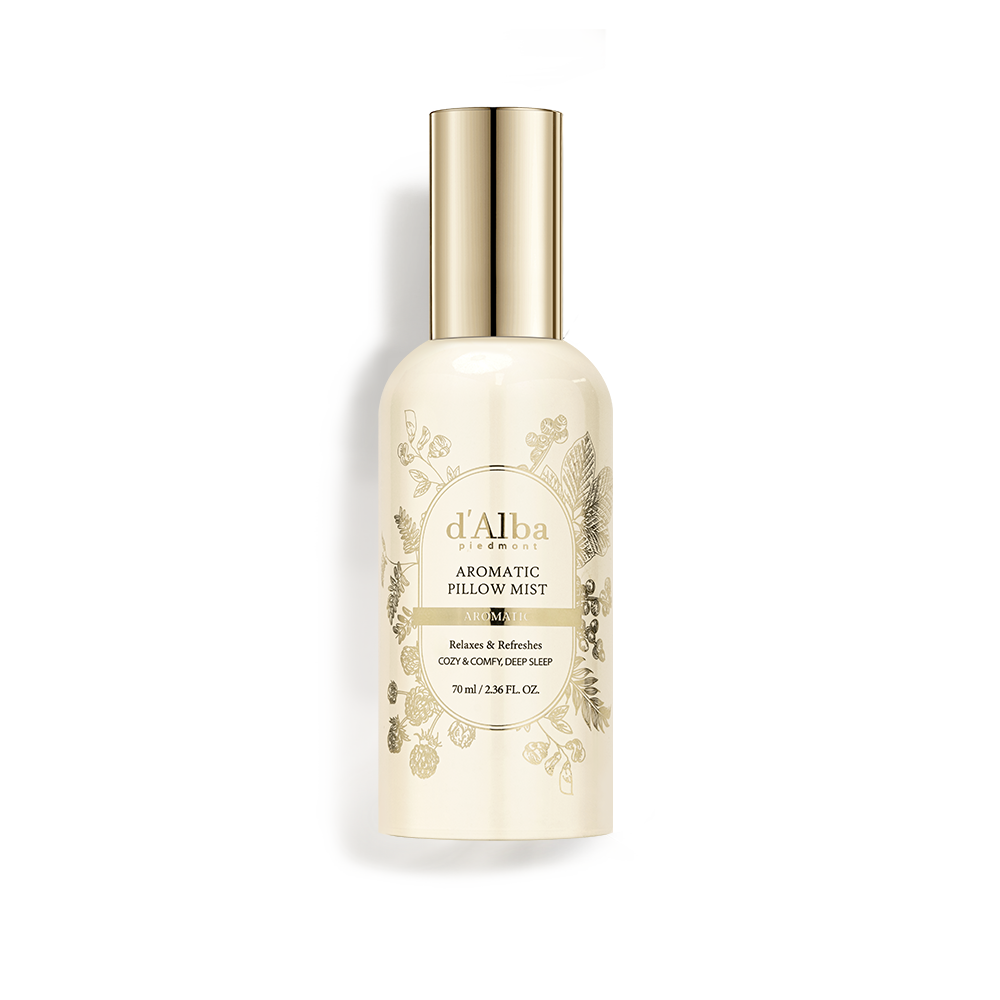 d'Alba
piedmont
AROMATIC
PILLOW MIST
AROMATIC
Relaxes & Refreshes
COZY & COMFY, DEEP SLEEP
70 ml / 2.36 FL. OZ.